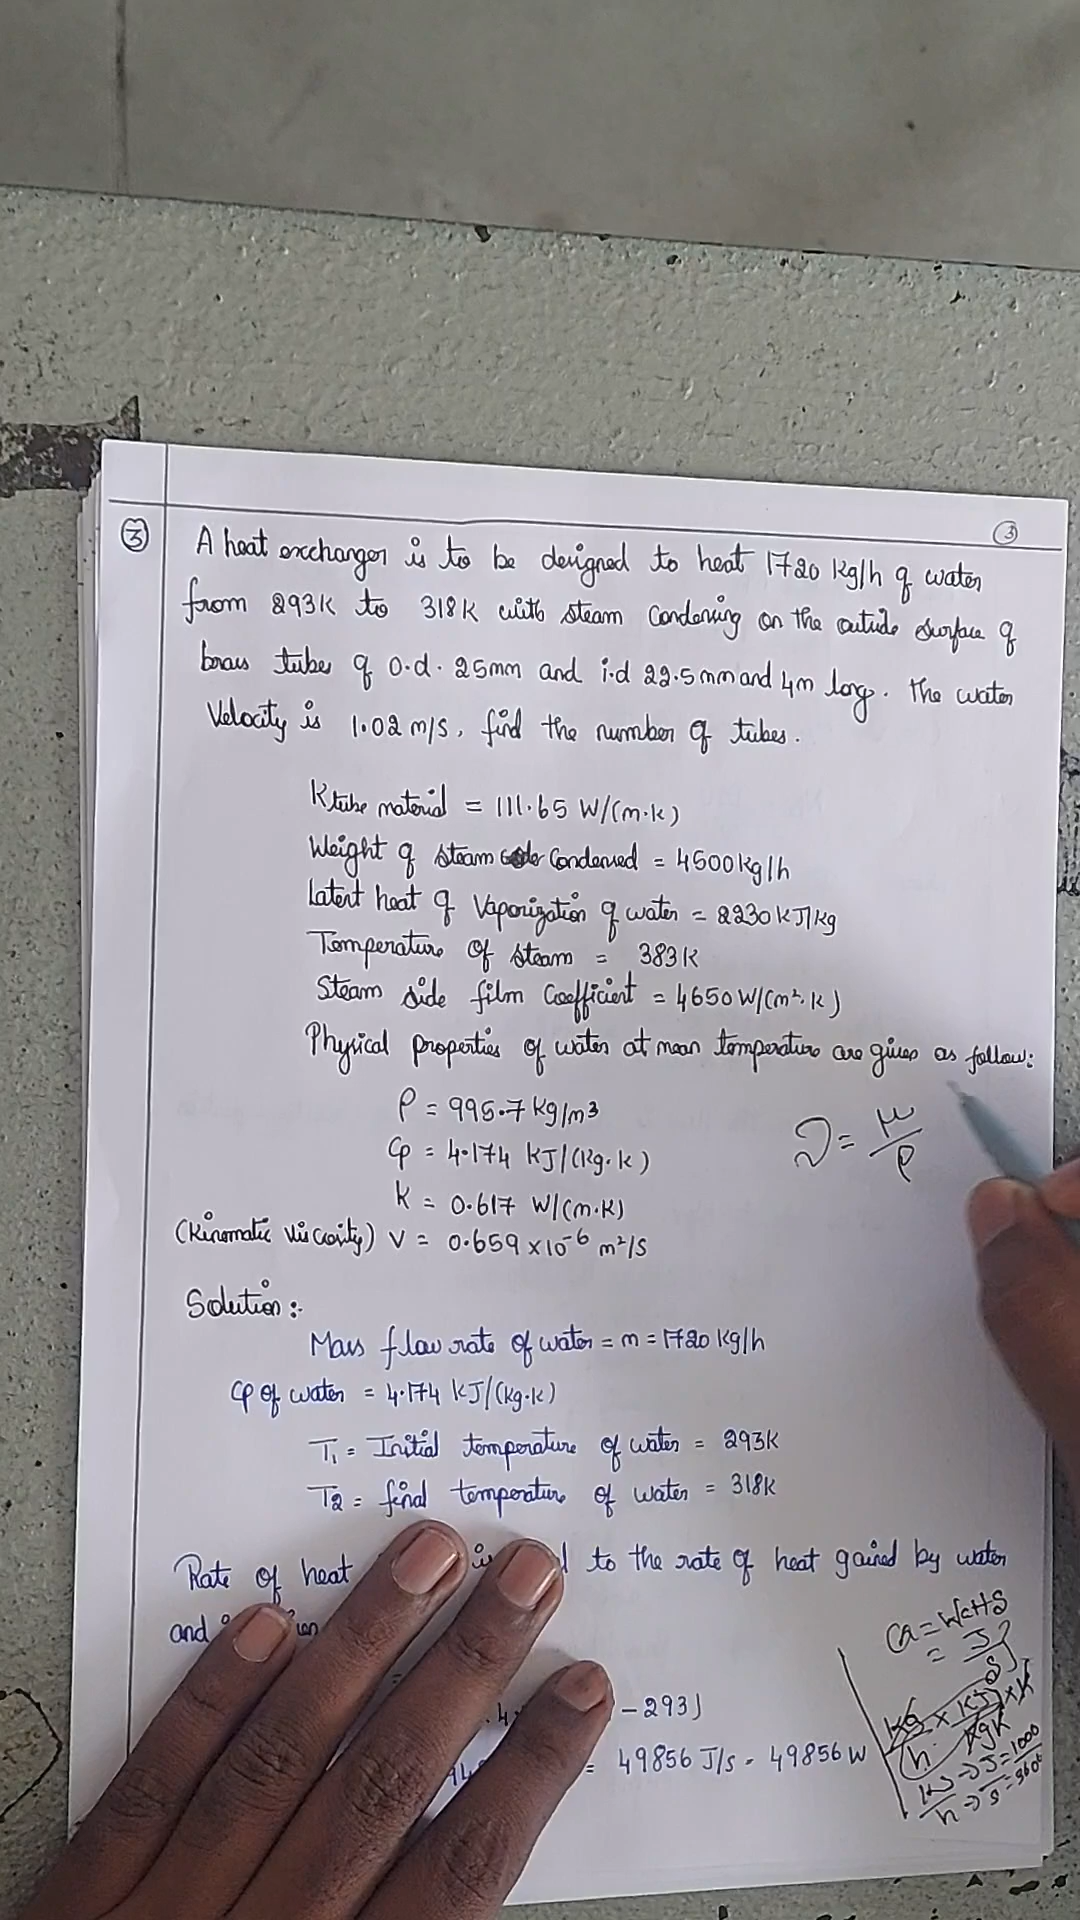 3
3
A heat exchanger is to be designed to heat 1720 Kg/h of water
from 293K to 318K with steam Condensing on the outside surface of
brass tubes of o.d. 25mm and i.d 22.5mm and 4m long. The water
Velocity is 1.02 m/s, find the number of tubes.
K tube material = 111.65 W/(m.k)
Weight of steam Condensed = 4500kg/h
Latent heat of Vaporization of water = 2230 kJ/kg
Temperature of steam = 383K
Steam side film Coefficient = 4650 W/(m².k)
Physical properties of water at mean temperature are given as follow:
ρ = 995.7 kg/m³
Cp = 4.174 kJ/(kg.k)
ν = μ/ρ
k = 0.617 W/(m.K)
(Kinematic Viscosity) V = 0.659 ×10⁻⁶ m²/s
Solution :-
Mass flow rate of water = m = 1720 Kg/h
Cp of water = 4.174 KJ/(kg.k)
T₁ = Initial temperature of water = 293K
T2 = final temperature of water = 318K
Rate of heat to the rate of heat gained by water
and
= J/s
-293)
kg/h × KJ/kgK × K
= 49856 J/s = 49856 W
KJ → J = 1000
h → s = 3600